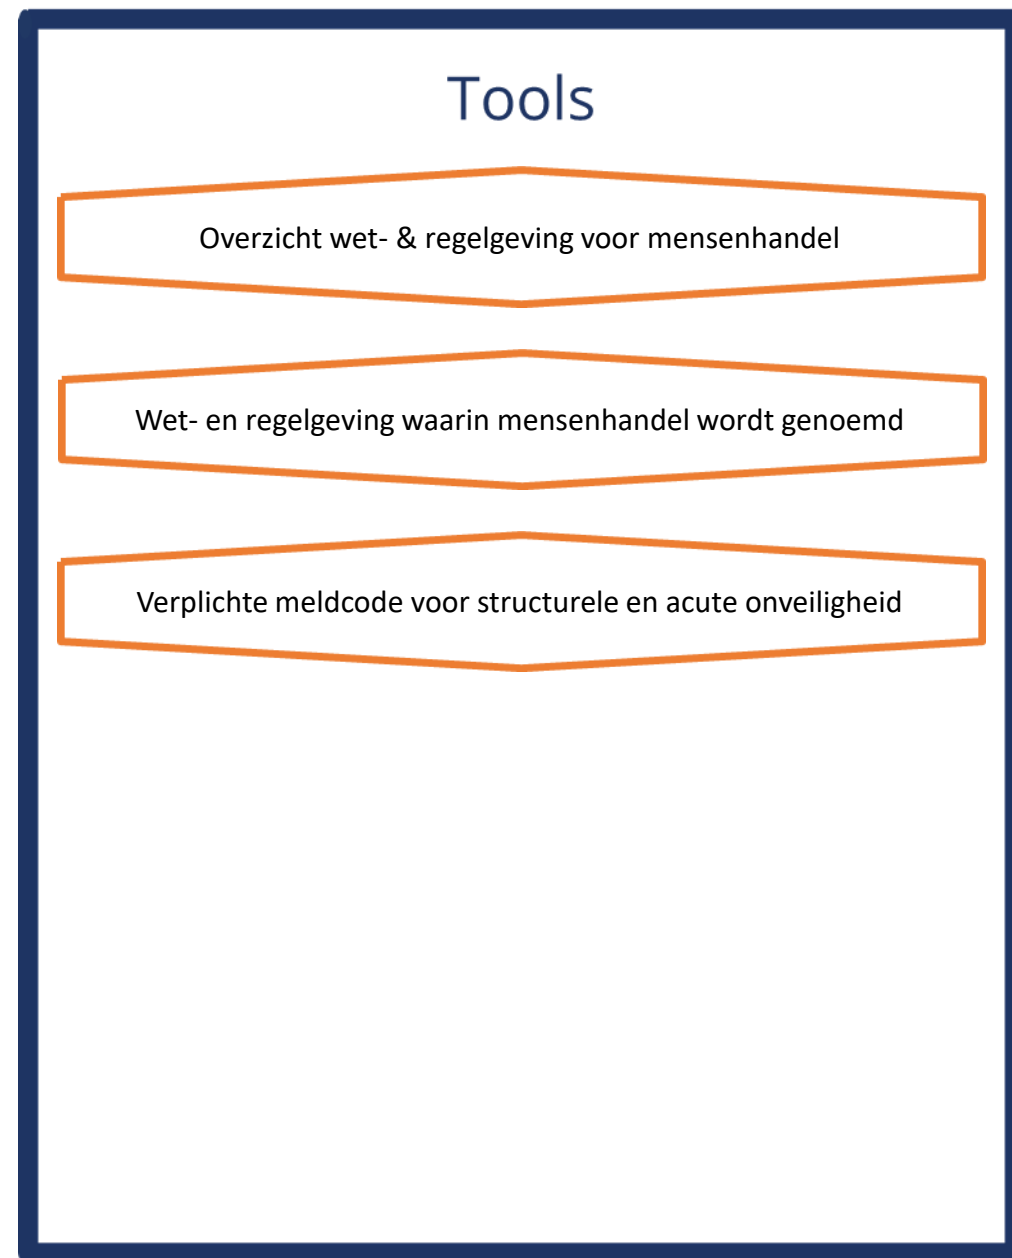 Tools
Overzicht wet- & regelgeving voor mensenhandel
Wet- en regelgeving waarin mensenhandel wordt genoemd
Verplichte meldcode voor structurele en acute onveiligheid